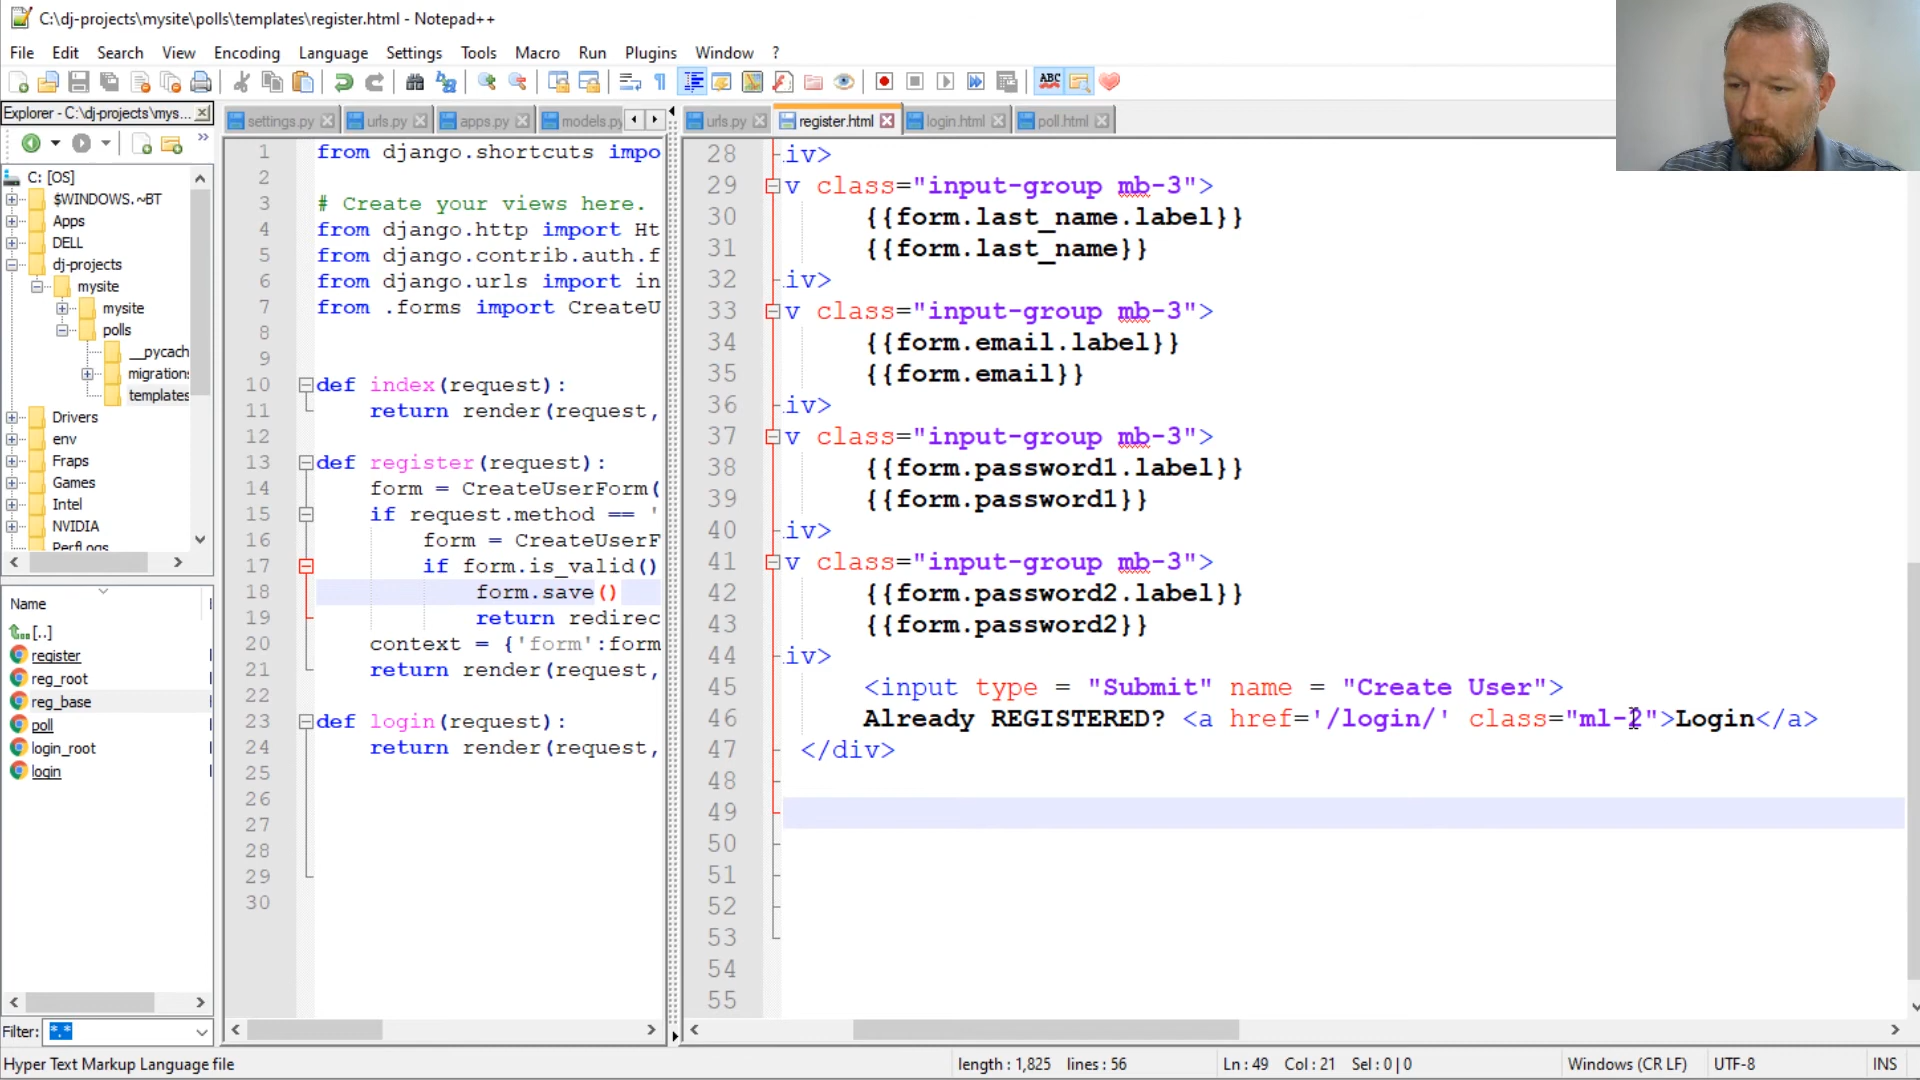 C:\dj-projects\mysite\polls\templates\register.html - Notepad++
File Edit Search View Encoding Language Settings Tools Macro Run Plugins Window ?
ABC
Explorer - C:\dj-projects\mys...
C: [OS]
$WINDOWS.~BT
Apps
DELL
dj-projects
mysite
mysite
polls
__pycach
migrations
templates
Drivers
env
Fraps
Games
Intel
NVIDIA
PerfLogs
Name
[..]
register
reg_root
reg_base
poll
login_root
login
Filter: *.*
settings.py urls.py apps.py models.py
1 from django.shortcuts impo
2
3 # Create your views here.
4 from django.http import Ht
5 from django.contrib.auth.f
6 from django.urls import in
7 from .forms import CreateU
8
9
10 def index(request):
11 return render(request,
12
13 def register(request):
14 form = CreateUserForm(
15 if request.method == '
16 form = CreateUserF
17 if form.is_valid()
18 form.save()
19 return redirec
20 context = {'form':form
21 return render(request,
22
23 def login(request):
24 return render(request,
25
26
27
28
29
30
urls.py register.html login.html poll.html
28 iv>
29 v class="input-group mb-3">
30 {{form.last_name.label}}
31 {{form.last_name}}
32 iv>
33 v class="input-group mb-3">
34 {{form.email.label}}
35 {{form.email}}
36 iv>
37 v class="input-group mb-3">
38 {{form.password1.label}}
39 {{form.password1}}
40 iv>
41 v class="input-group mb-3">
42 {{form.password2.label}}
43 {{form.password2}}
44 iv>
45 <input type = "Submit" name = "Create User">
46 Already REGISTERED? <a href='/login/' class="ml-2">Login</a>
47 </div>
48
49
50
51
52
53
54
55
Hyper Text Markup Language file length : 1,825 lines : 56 Ln : 49 Col : 21 Sel : 0 | 0 Windows (CR LF) UTF-8 INS